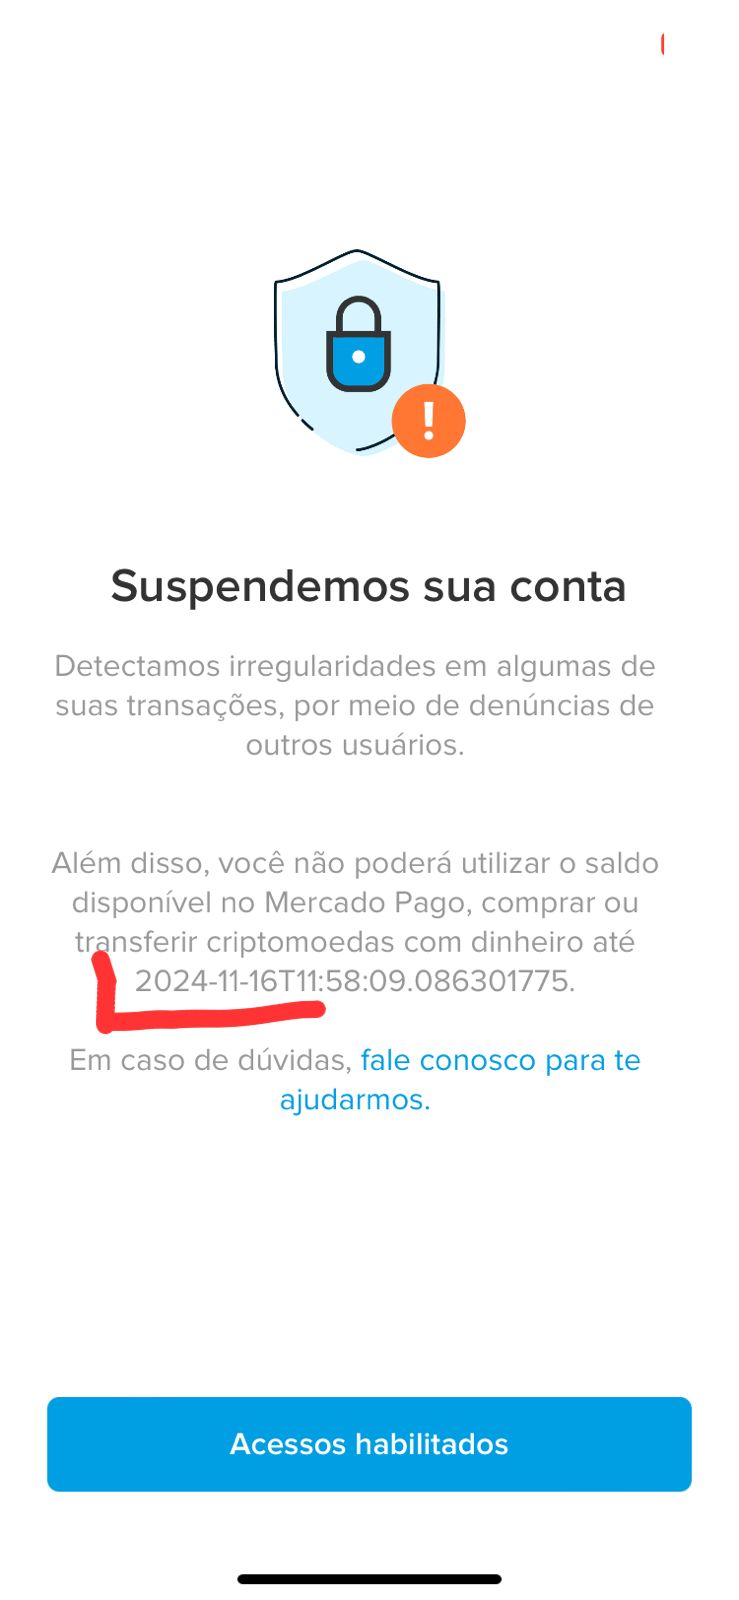 Suspendemos sua conta
Detectamos irregularidades em algumas de
suas transações, por meio de denúncias de
outros usuários.
Além disso, você não poderá utilizar o saldo
disponível no Mercado Pago, comprar ou
transferir criptomoedas com dinheiro até
2024-11-16T11:58:09.086301775.
Em caso de dúvidas, fale conosco para te
ajudarmos.
Acessos habilitados